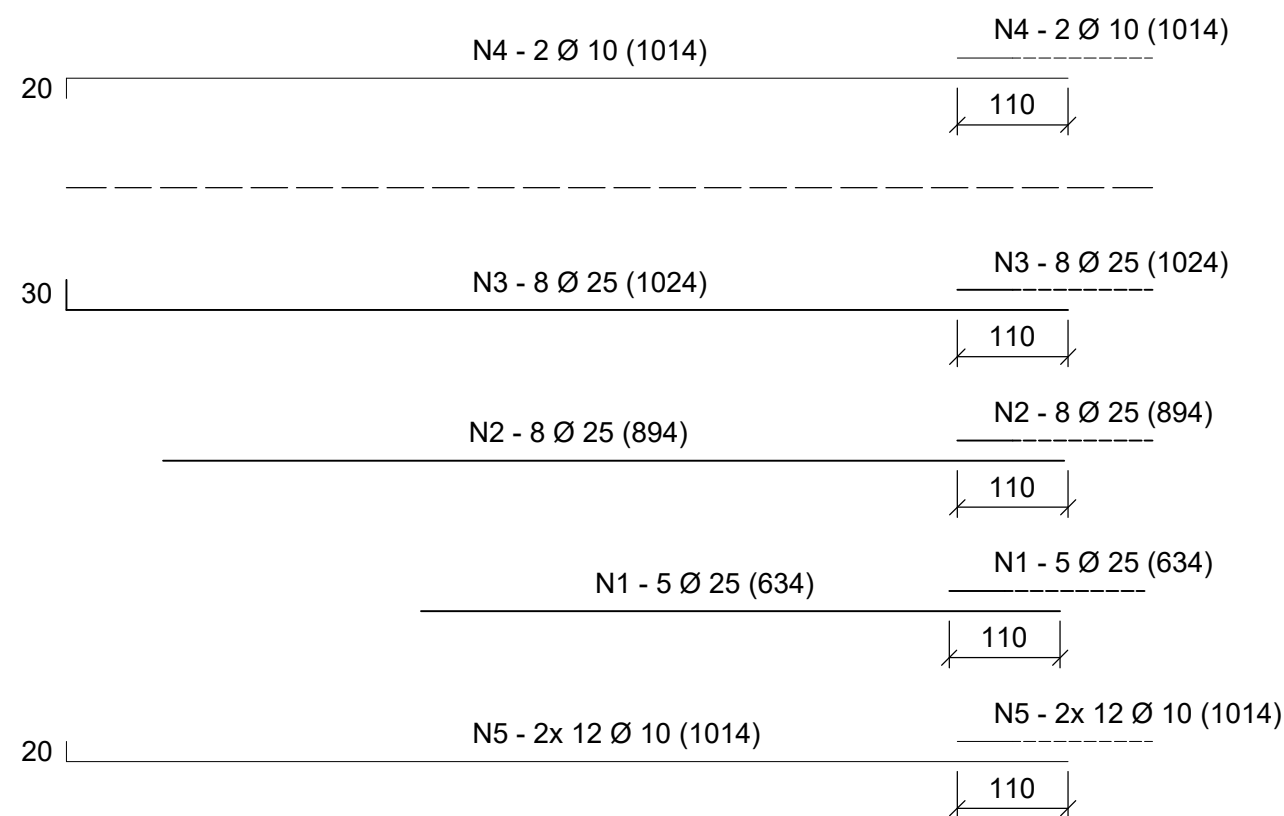 N4 - 2 Ø 10 (1014)
N4 - 2 Ø 10 (1014)
20
110
N3 - 8 Ø 25 (1024)
N3 - 8 Ø 25 (1024)
30
110
N2 - 8 Ø 25 (894)
N2 - 8 Ø 25 (894)
110
N1 - 5 Ø 25 (634)
N1 - 5 Ø 25 (634)
110
N5 - 2x 12 Ø 10 (1014)
N5 - 2x 12 Ø 10 (1014)
20
110